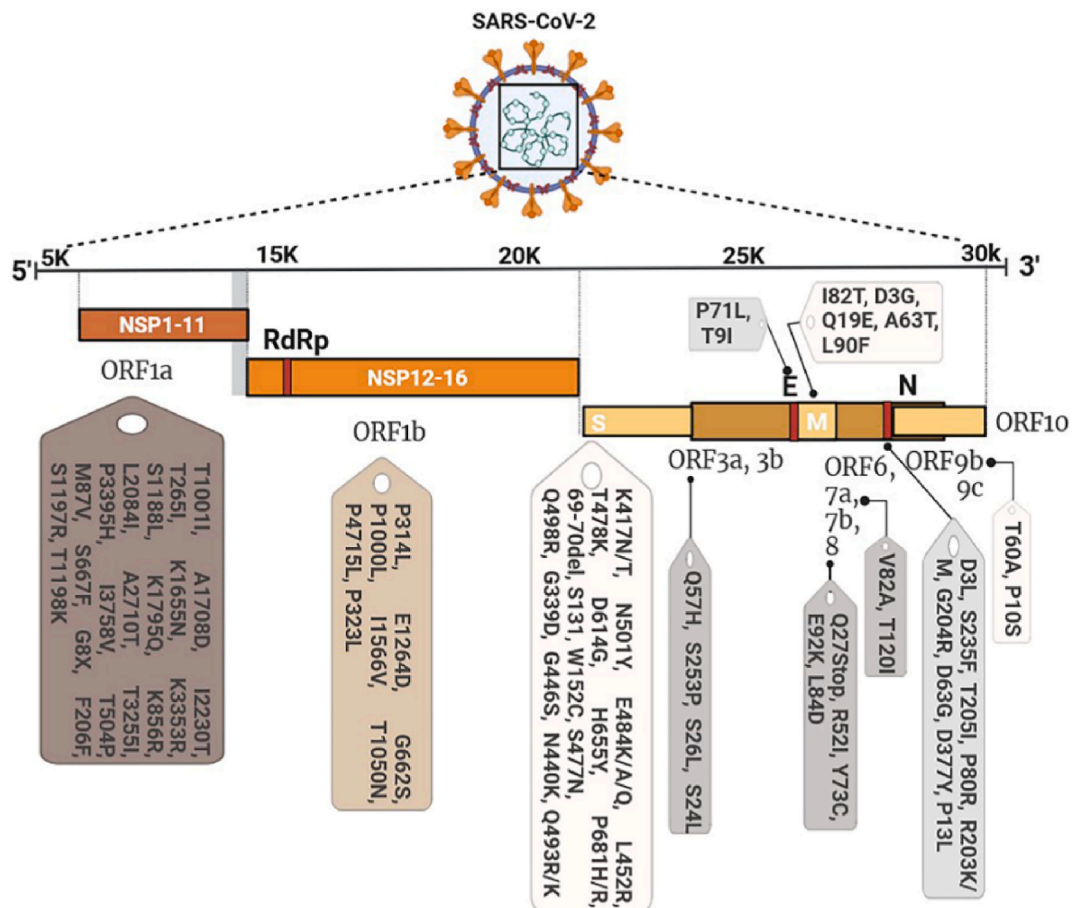 SARS-CoV-2
5K
15K
20K
25K
30k
5'
3'
NSP1-11
RdRp
NSP12-16
ORF1a
ORF1b
P71L,
T9I
I82T, D3G,
Q19E, A63T,
L90F
E
N
S
M
ORF10
ORF3a, 3b
ORF6,
7a,
7b,
8
ORF9b
9c
T1001I, A1708D, I2230T,
T265I, K1655N, K3353R,
S1188L, K1795Q, K856R,
L2084I, A2710T, T3255I,
P3395H, I3758V, T504P,
M87V, S667F, G8X, F206F,
S1197R, T1198K
P314L, E1264D, G662S,
P1000L, I1566V, T1050N,
P4715L, P323L
K417N/T, N501Y, E484K/A/Q, L452R,
T478K, D614G, H655Y, P681H/R,
69-70del, S131, W152C, S477N,
Q498R, G339D, G446S, N440K, Q493R/K
Q57H, S253P, S26L, S24L
Q27Stop, R52I, Y73C,
E92K, L84D
V82A, T120I
D3L, S235F, T205I, P80R, R203K/
M, G204R, D63G, D377Y, P13L
T60A, P10S